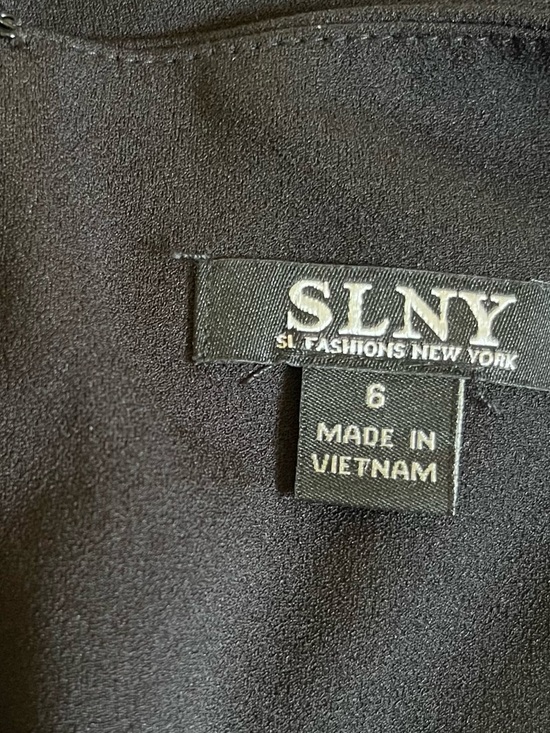 SLNY
SL FASHIONS NEW YORK
6
MADE IN
VIETNAM